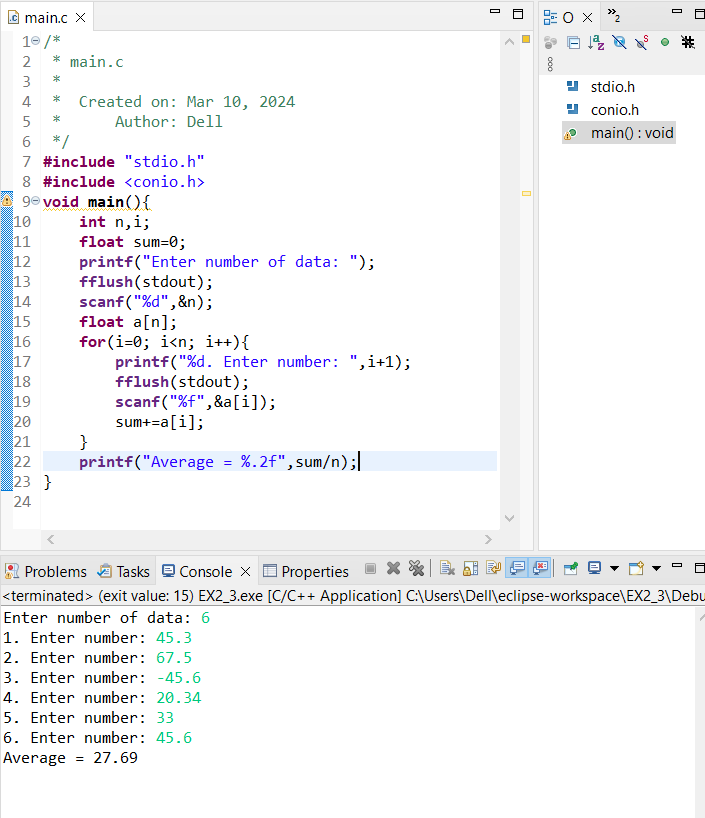 main.c
O
2
1 /*
2  * main.c
3  *
4  *  Created on: Mar 10, 2024
5  *      Author: Dell
6  */
7 #include "stdio.h"
8 #include <conio.h>
9 void main(){
10     int n,i;
11     float sum=0;
12     printf("Enter number of data: ");
13     fflush(stdout);
14     scanf("%d",&n);
15     float a[n];
16     for(i=0; i<n; i++){
17         printf("%d. Enter number: ",i+1);
18         fflush(stdout);
19         scanf("%f",&a[i]);
20         sum+=a[i];
21     }
22     printf("Average = %.2f",sum/n);
23 }
24
stdio.h
conio.h
main() : void
Problems Tasks Console Properties
<terminated> (exit value: 15) EX2_3.exe [C/C++ Application] C:\Users\Dell\eclipse-workspace\EX2_3\Debu
Enter number of data: 6
1. Enter number: 45.3
2. Enter number: 67.5
3. Enter number: -45.6
4. Enter number: 20.34
5. Enter number: 33
6. Enter number: 45.6
Average = 27.69